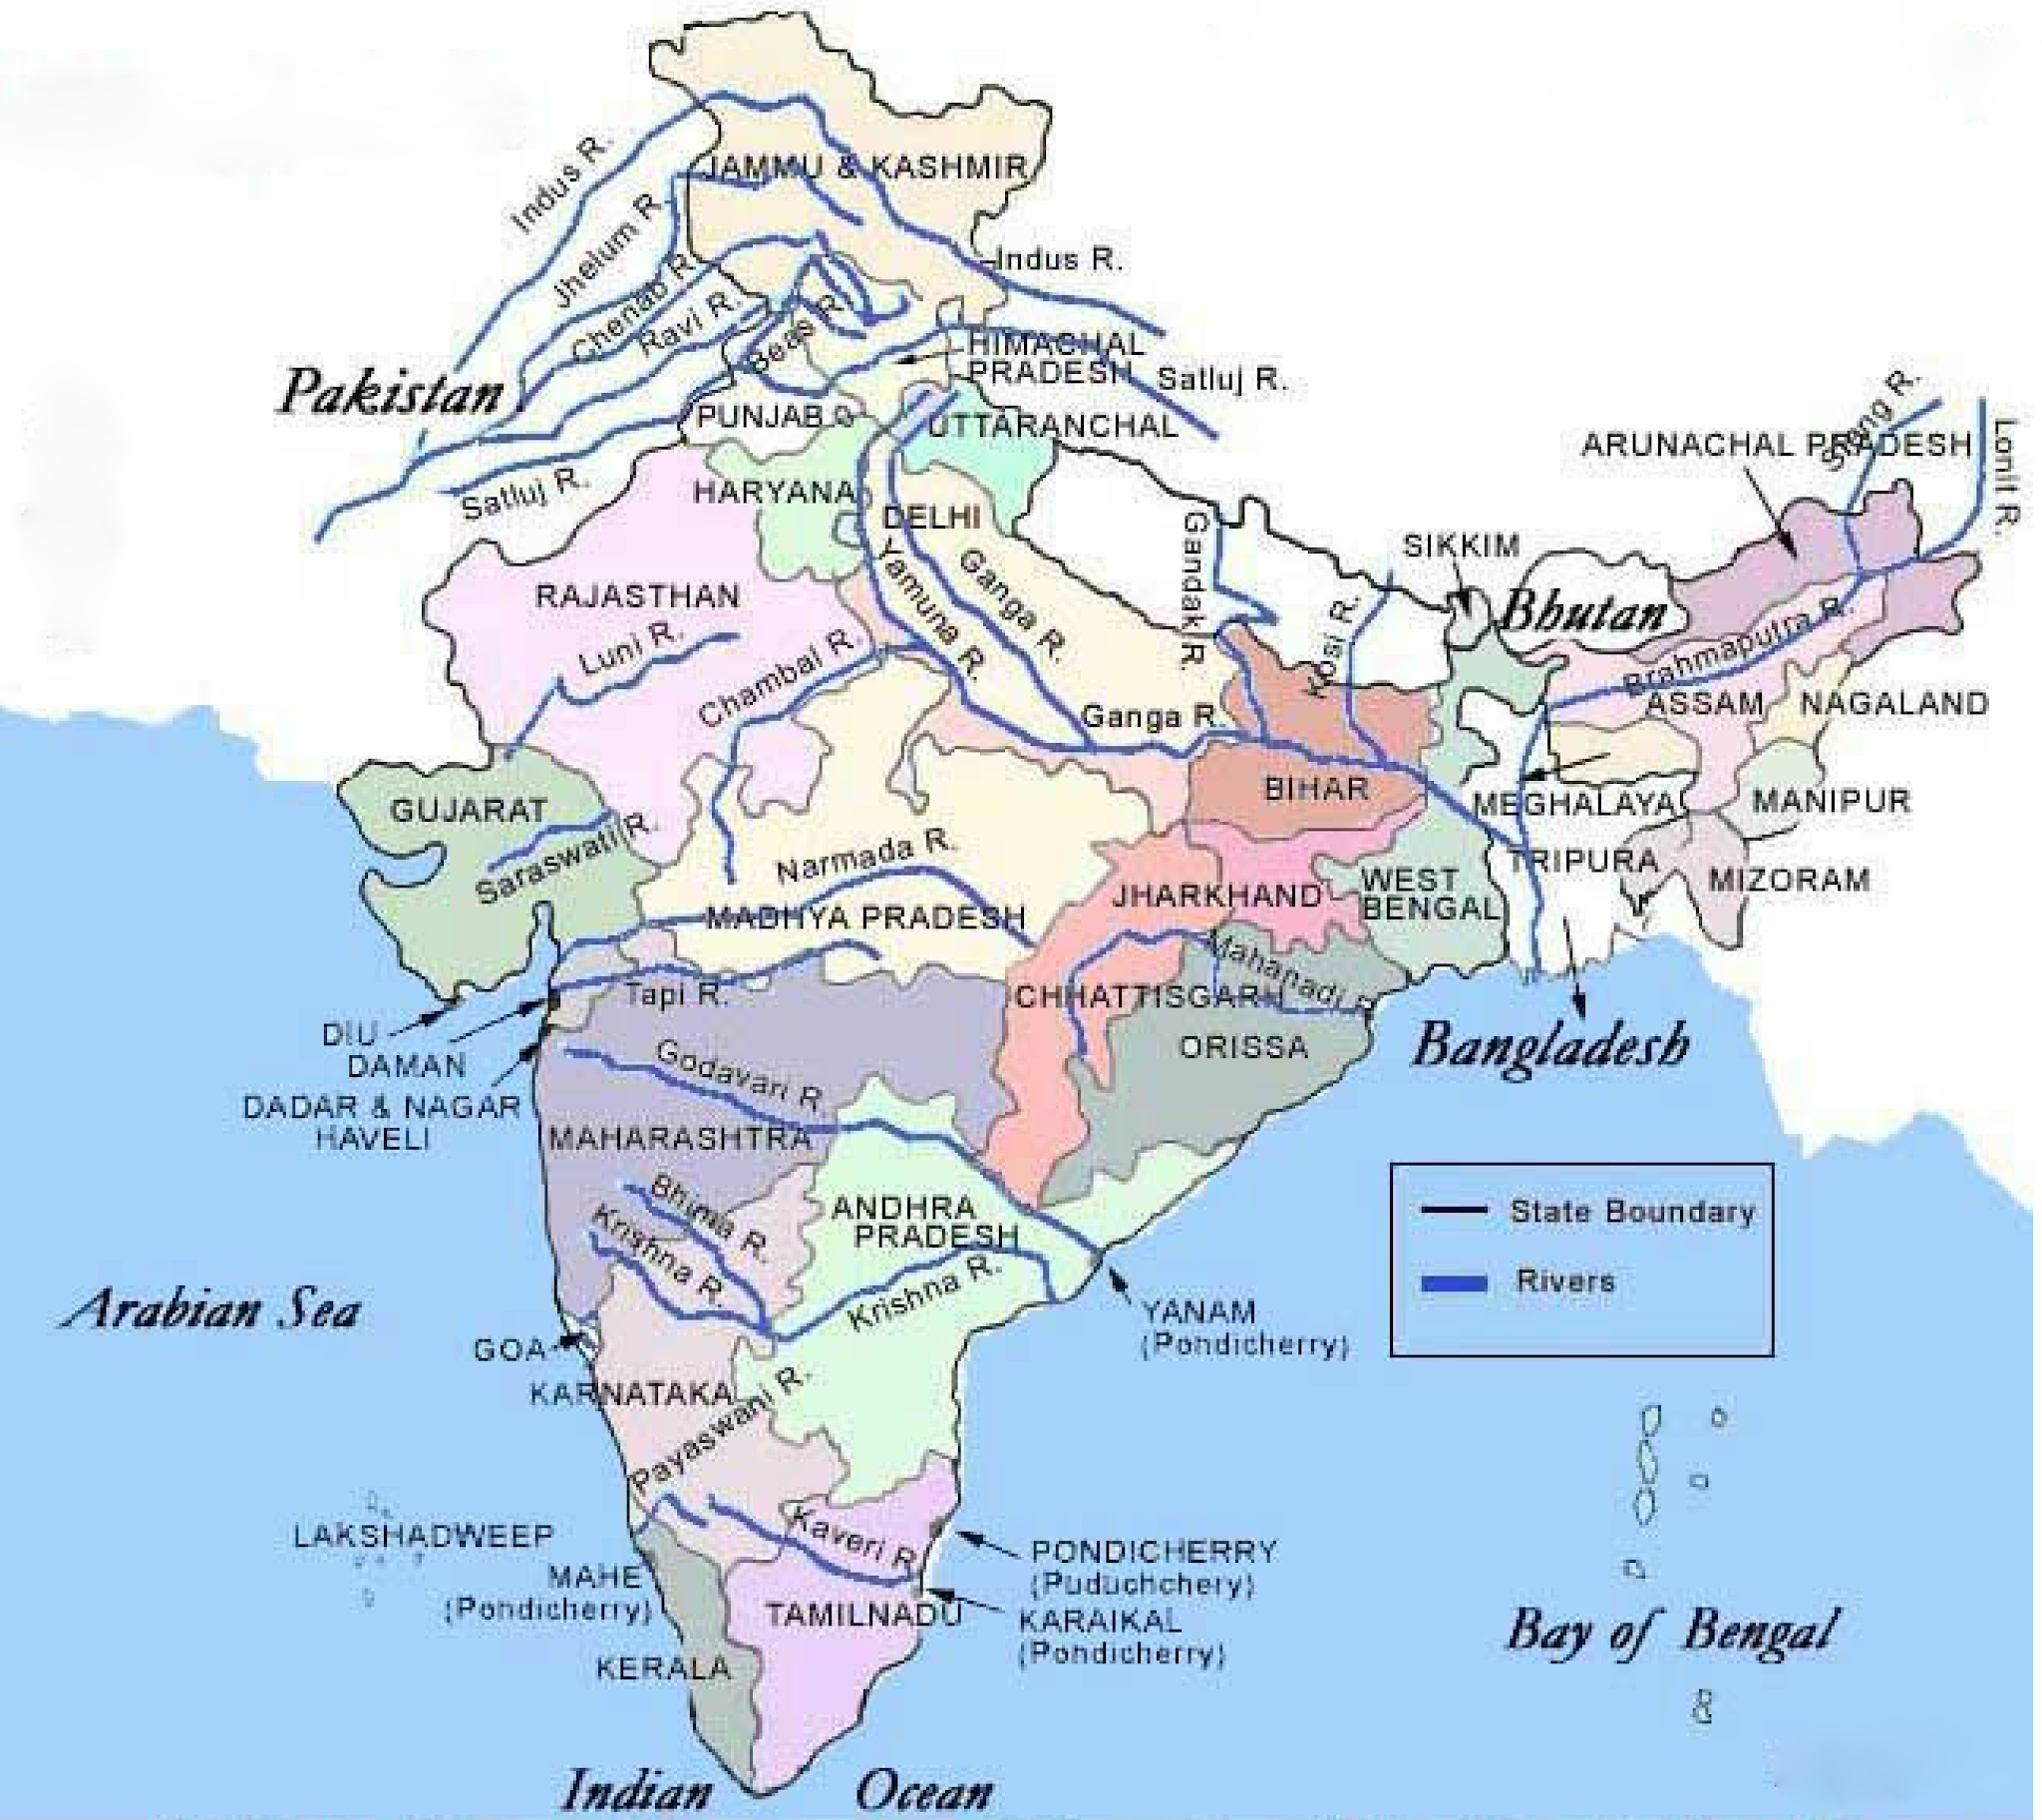 JAMMU & KASHMIR
Indus R.
Jhelum R.
Indus R.
Chenab R.
Ravi R.
Beas R.
HIMACHAL
PRADESH
Satluj R.
Pakistan
PUNJAB
UTTARANCHAL
Satluj R.
HARYANA
DELHI
ARUNACHAL PRADESH
Lohit R.
SIKKIM
Bhutan
Gandak R.
Kosi R.
Yamuna R.
Ganga R.
RAJASTHAN
Luni R.
Chambal R.
Ganga R.
Brahmaputra R.
ASSAM
NAGALAND
BIHAR
MEGHALAYA
MANIPUR
GUJARAT
Saraswati R.
Narmada R.
TRIPURA
MIZORAM
JHARKHAND
WEST
BENGAL
MADHYA PRADESH
Mahanadi R.
Tapi R.
CHHATTISGARH
DIU
DAMAN
DADAR & NAGAR
HAVELI
ORISSA
Bangladesh
Godavari R.
MAHARASHTRA
Bhima R.
Krishna R.
ANDHRA
PRADESH
Krishna R.
State Boundary
Rivers
Arabian Sea
YANAM
(Pondicherry)
GOA
KARNATAKA
Payaswani R.
Kaveri R.
LAKSHADWEEP
MAHE
(Pondicherry)
PONDICHERRY
(Puduchchery)
KARAIKAL
(Pondicherry)
TAMILNADU
KERALA
Bay of Bengal
Indian Ocean